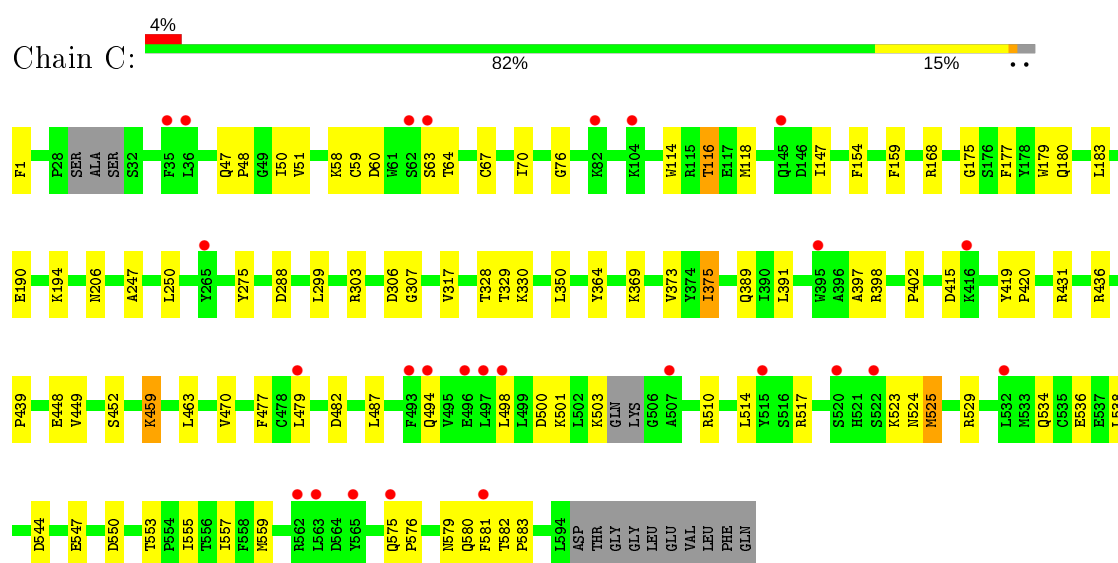 4%
Chain C:
82% 15% • •
F1 P28 SER ALA SER S32 F35 L36 Q47 P48 G49 I50 V51 K58 C59 D60 W61 S62 S63 T64 C67 I70 G76 K82 K104 W114 R115 T116 E117 M118 Q145 D146 I147 F154 F159 R168 G175 S176 F177 Y178 W179 Q180 L183
E190 K194 N206 A247 L250 Y265 Y275 D288 L299 R303 D306 G307 V317 T328 T329 K330 L350 Y364 K369 V373 Y374 I375 Q389 I390 L391 W395 A396 A397 R398 P402 D415 K416 Y419 P420 R431 R436
P439 E448 V449 S452 K459 L463 V470 F477 C478 L479 D482 L487 F493 Q494 V495 E496 L497 L498 L499 D500 K501 L502 K503 GLN LYS G506 A507 R510 L514 Y515 S516 R517 S520 H521 S522 K523 N524 M525 R529 L532 M533 Q534 C535 E536 E537 L538
D544 E547 D550 T553 P554 I555 T556 I557 F558 M559 R562 L563 D564 Y565 Q575 P576 N579 Q580 F581 T582 P583 L594 ASP THR GLY GLY LEU GLU VAL LEU PHE GLN